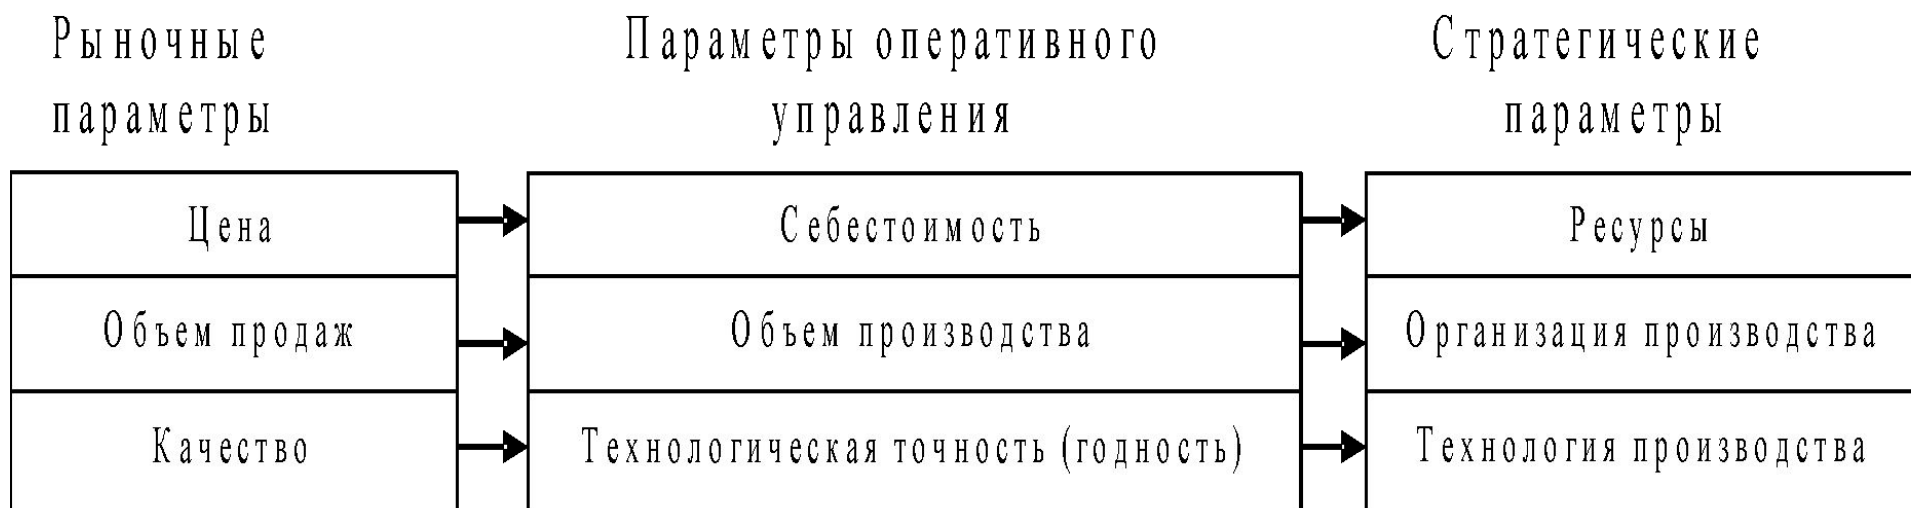 Рыночные
параметры
Параметры оперативного
управления
Стратегические
параметры
Цена
Себестоимость
Ресурсы
Объем продаж
Объем производства
Организация производства
Качество
Технологическая точность (годность)
Технология производства